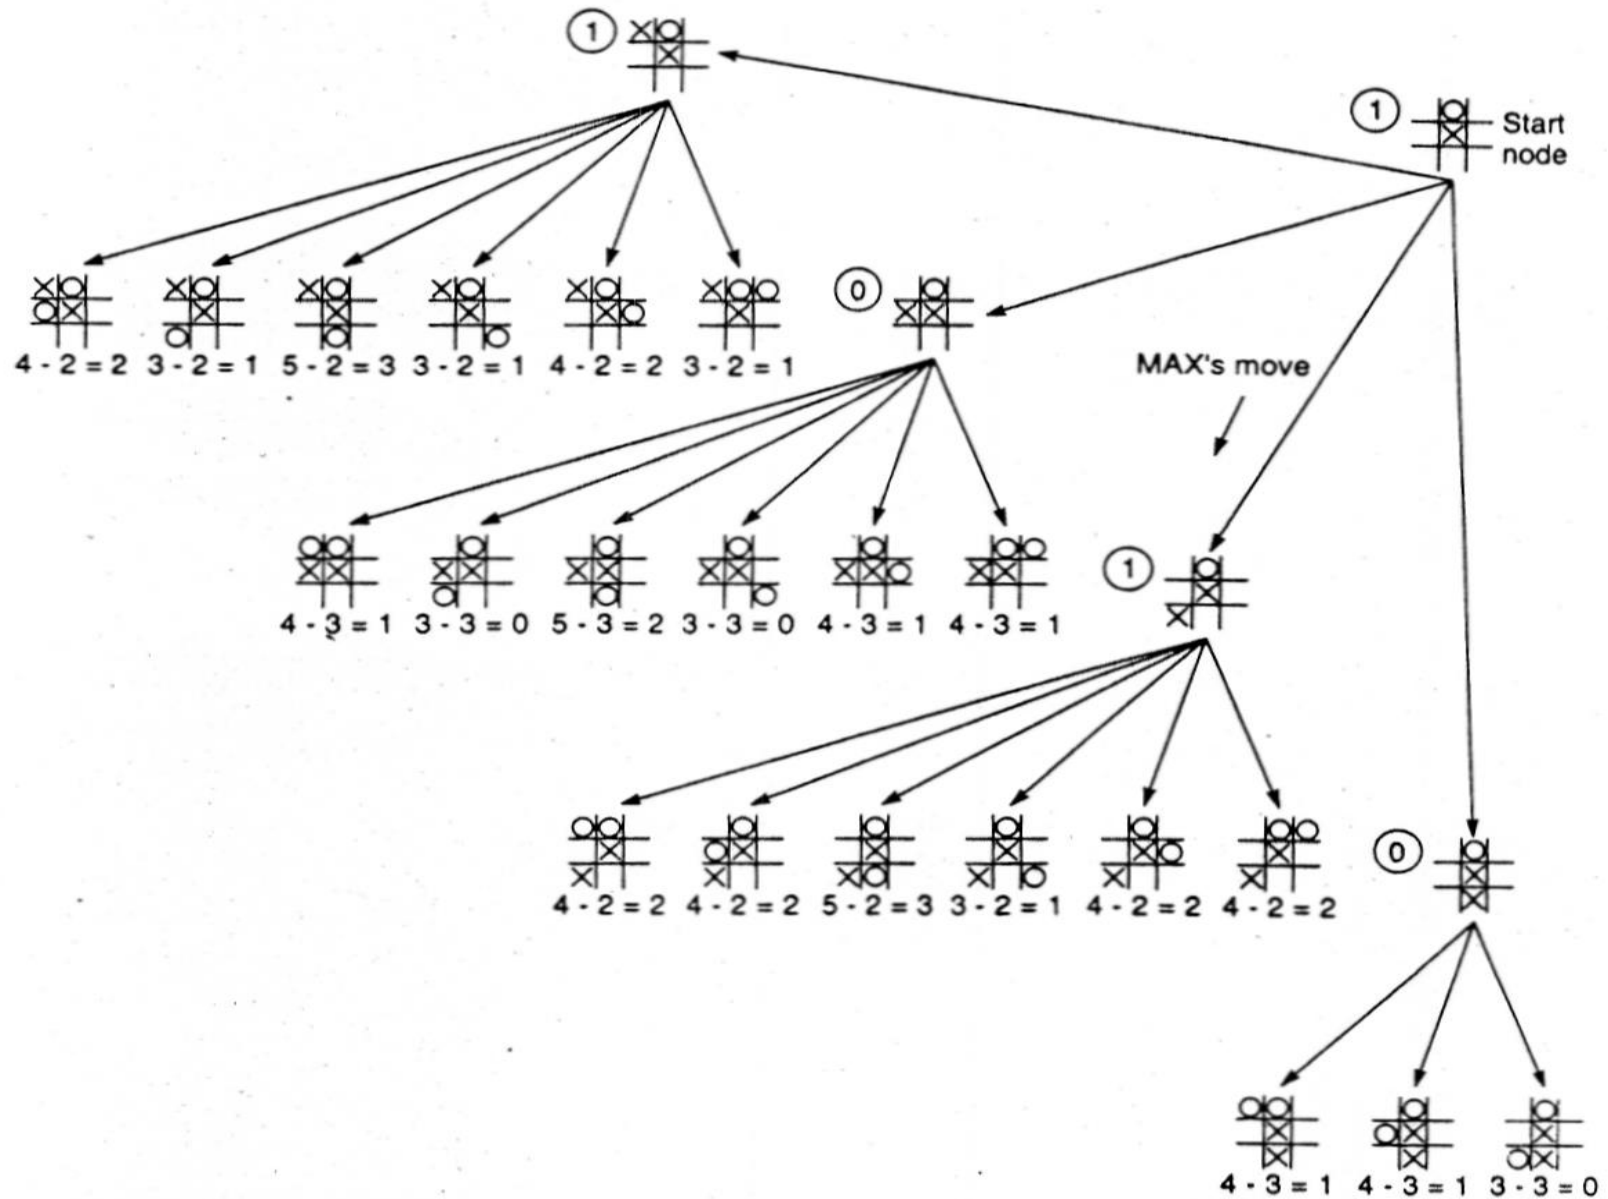 1
1
Start
node
4 - 2 = 2 3 - 2 = 1 5 - 2 = 3 3 - 2 = 1 4 - 2 = 2 3 - 2 = 1
0
MAX's move
4 - 3 = 1 3 - 3 = 0 5 - 3 = 2 3 - 3 = 0 4 - 3 = 1 4 - 3 = 1
1
4 - 2 = 2 4 - 2 = 2 5 - 2 = 3 3 - 2 = 1 4 - 2 = 2 4 - 2 = 2
0
4 - 3 = 1 4 - 3 = 1 3 - 3 = 0